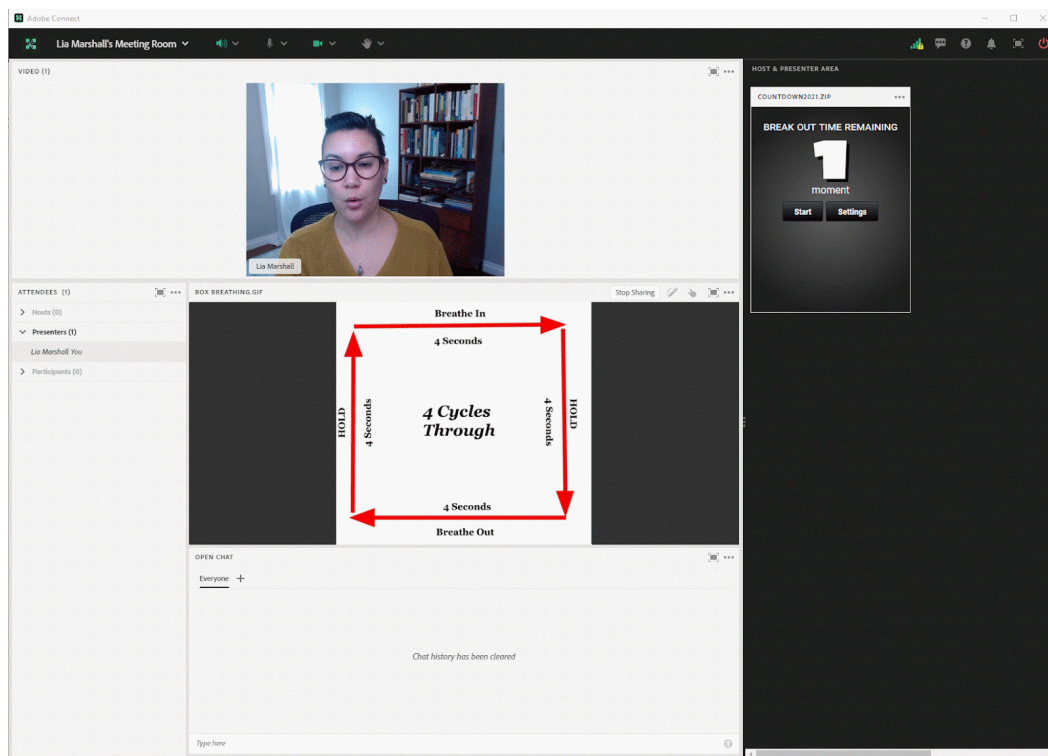 Adobe Connect
Lia Marshall's Meeting Room
VIDEO (1)
Lia Marshall
HOST & PRESENTER AREA
COUNTDOWN2021.ZIP
BREAK OUT TIME REMAINING
1
moment
Start Settings
ATTENDEES (1)
Hosts (0)
Presenters (1)
Lia Marshall You
Participants (0)
BOX BREATHING.GIF
Stop Sharing
Breathe In
4 Seconds
HOLD
4 Seconds
4 Cycles
Through
4 Seconds
HOLD
4 Seconds
Breathe Out
OPEN CHAT
Everyone
Chat history has been cleared
Type here